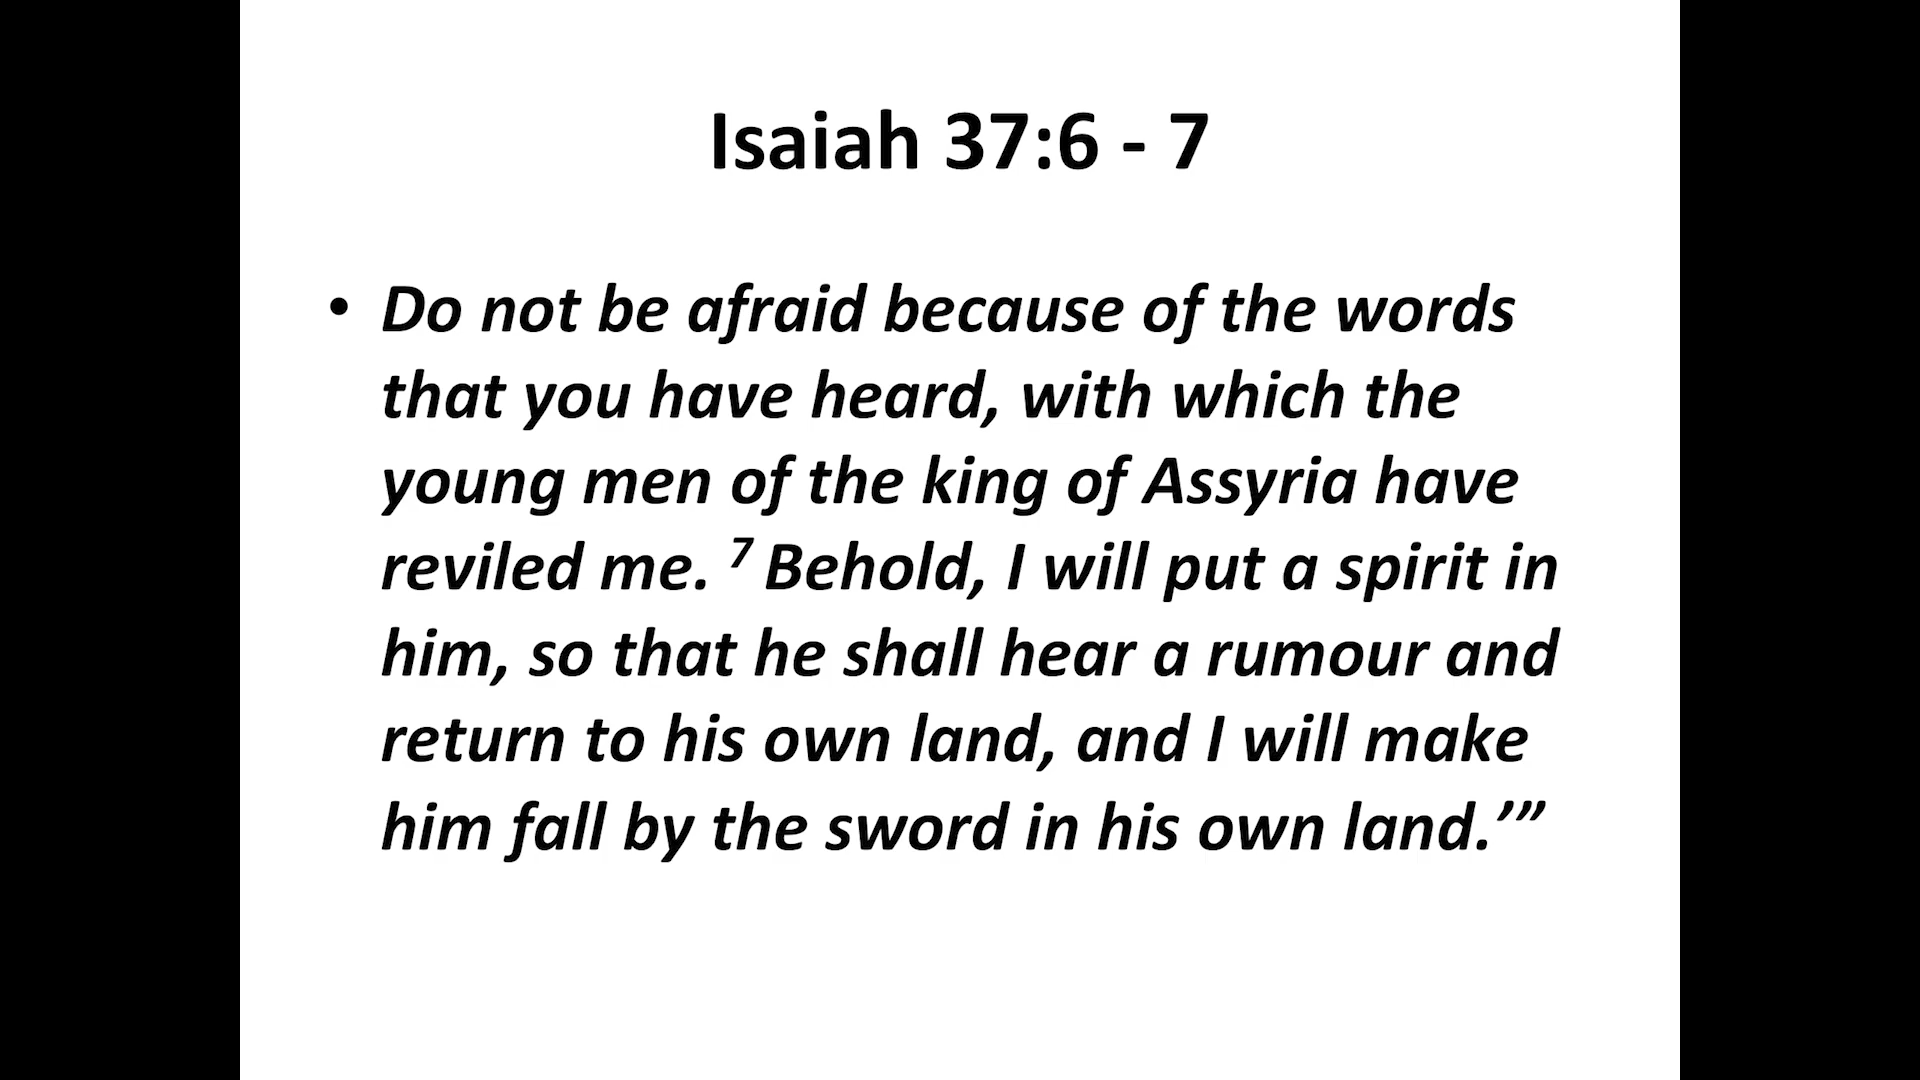 Isaiah 37:6 - 7
• Do not be afraid because of the words
that you have heard, with which the
young men of the king of Assyria have
reviled me. ⁷ Behold, I will put a spirit in
him, so that he shall hear a rumour and
return to his own land, and I will make
him fall by the sword in his own land.’”